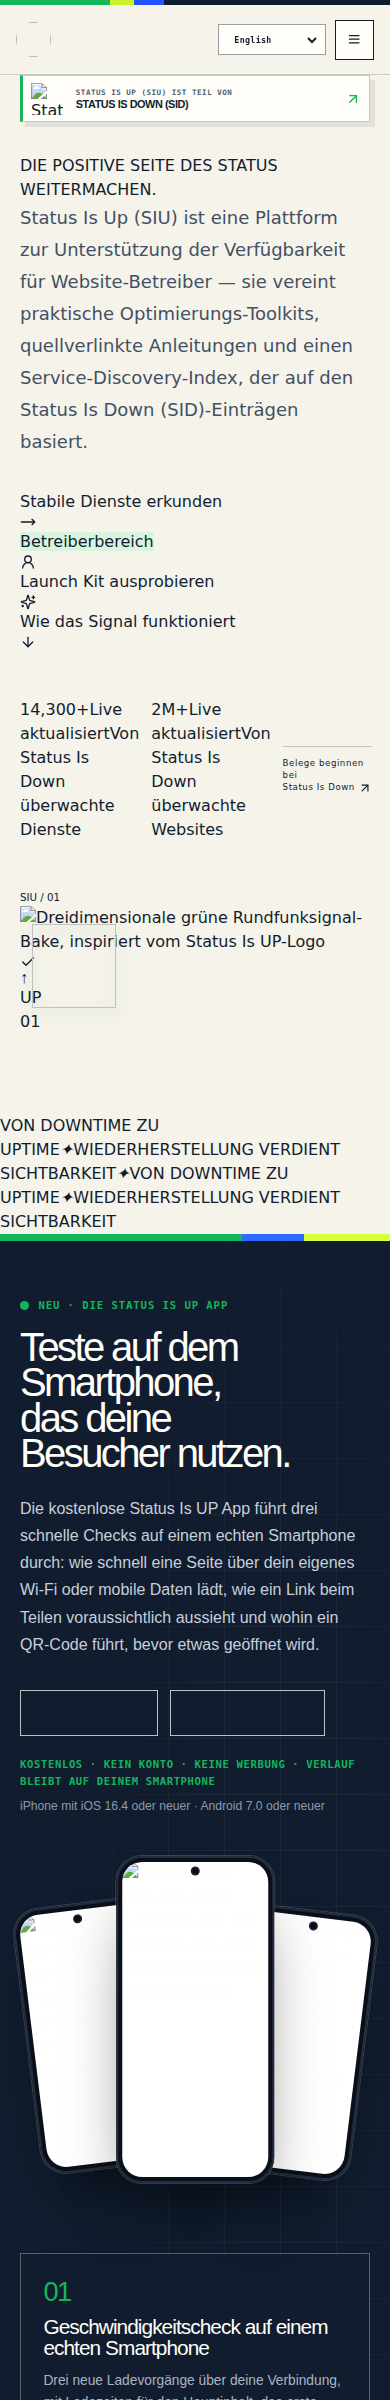 English
Stat
STATUS IS UP (SIU) IST TEIL VON
STATUS IS DOWN (SID)
DIE POSITIVE SEITE DES STATUS
WEITERMACHEN.
Status Is Up (SIU) ist eine Plattform
zur Unterstützung der Verfügbarkeit
für Website-Betreiber — sie vereint
praktische Optimierungs-Toolkits,
quellverlinkte Anleitungen und einen
Service-Discovery-Index, der auf den
Status Is Down (SID)-Einträgen
basiert.
Stabile Dienste erkunden
→
Betreiberbereich
Launch Kit ausprobieren
Wie das Signal funktioniert
↓
14,300+Live
aktualisiertVon
Status Is
Down
überwachte
Dienste
2M+Live
aktualisiertVon
Status Is
Down
überwachte
Websites
Belege beginnen
bei
Status Is Down ↗
SIU / 01
Dreidimensionale grüne Rundfunksignal-
Bake, inspiriert vom Status Is UP-Logo
↑
UP
01
VON DOWNTIME ZU
UPTIME✦WIEDERHERSTELLUNG VERDIENT
SICHTBARKEIT✦VON DOWNTIME ZU
UPTIME✦WIEDERHERSTELLUNG VERDIENT
SICHTBARKEIT
NEU · DIE STATUS IS UP APP
Teste auf dem
Smartphone,
das deine
Besucher nutzen.
Die kostenlose Status Is UP App führt drei
schnelle Checks auf einem echten Smartphone
durch: wie schnell eine Seite über dein eigenes
Wi-Fi oder mobile Daten lädt, wie ein Link beim
Teilen voraussichtlich aussieht und wohin ein
QR-Code führt, bevor etwas geöffnet wird.
KOSTENLOS · KEIN KONTO · KEINE WERBUNG · VERLAUF
BLEIBT AUF DEINEM SMARTPHONE
iPhone mit iOS 16.4 oder neuer · Android 7.0 oder neuer
01
Geschwindigkeitscheck auf einem
echten Smartphone
Drei neue Ladevorgänge über deine Verbindung,
mit Ladezeiten für den Hauptinhalt, das erste